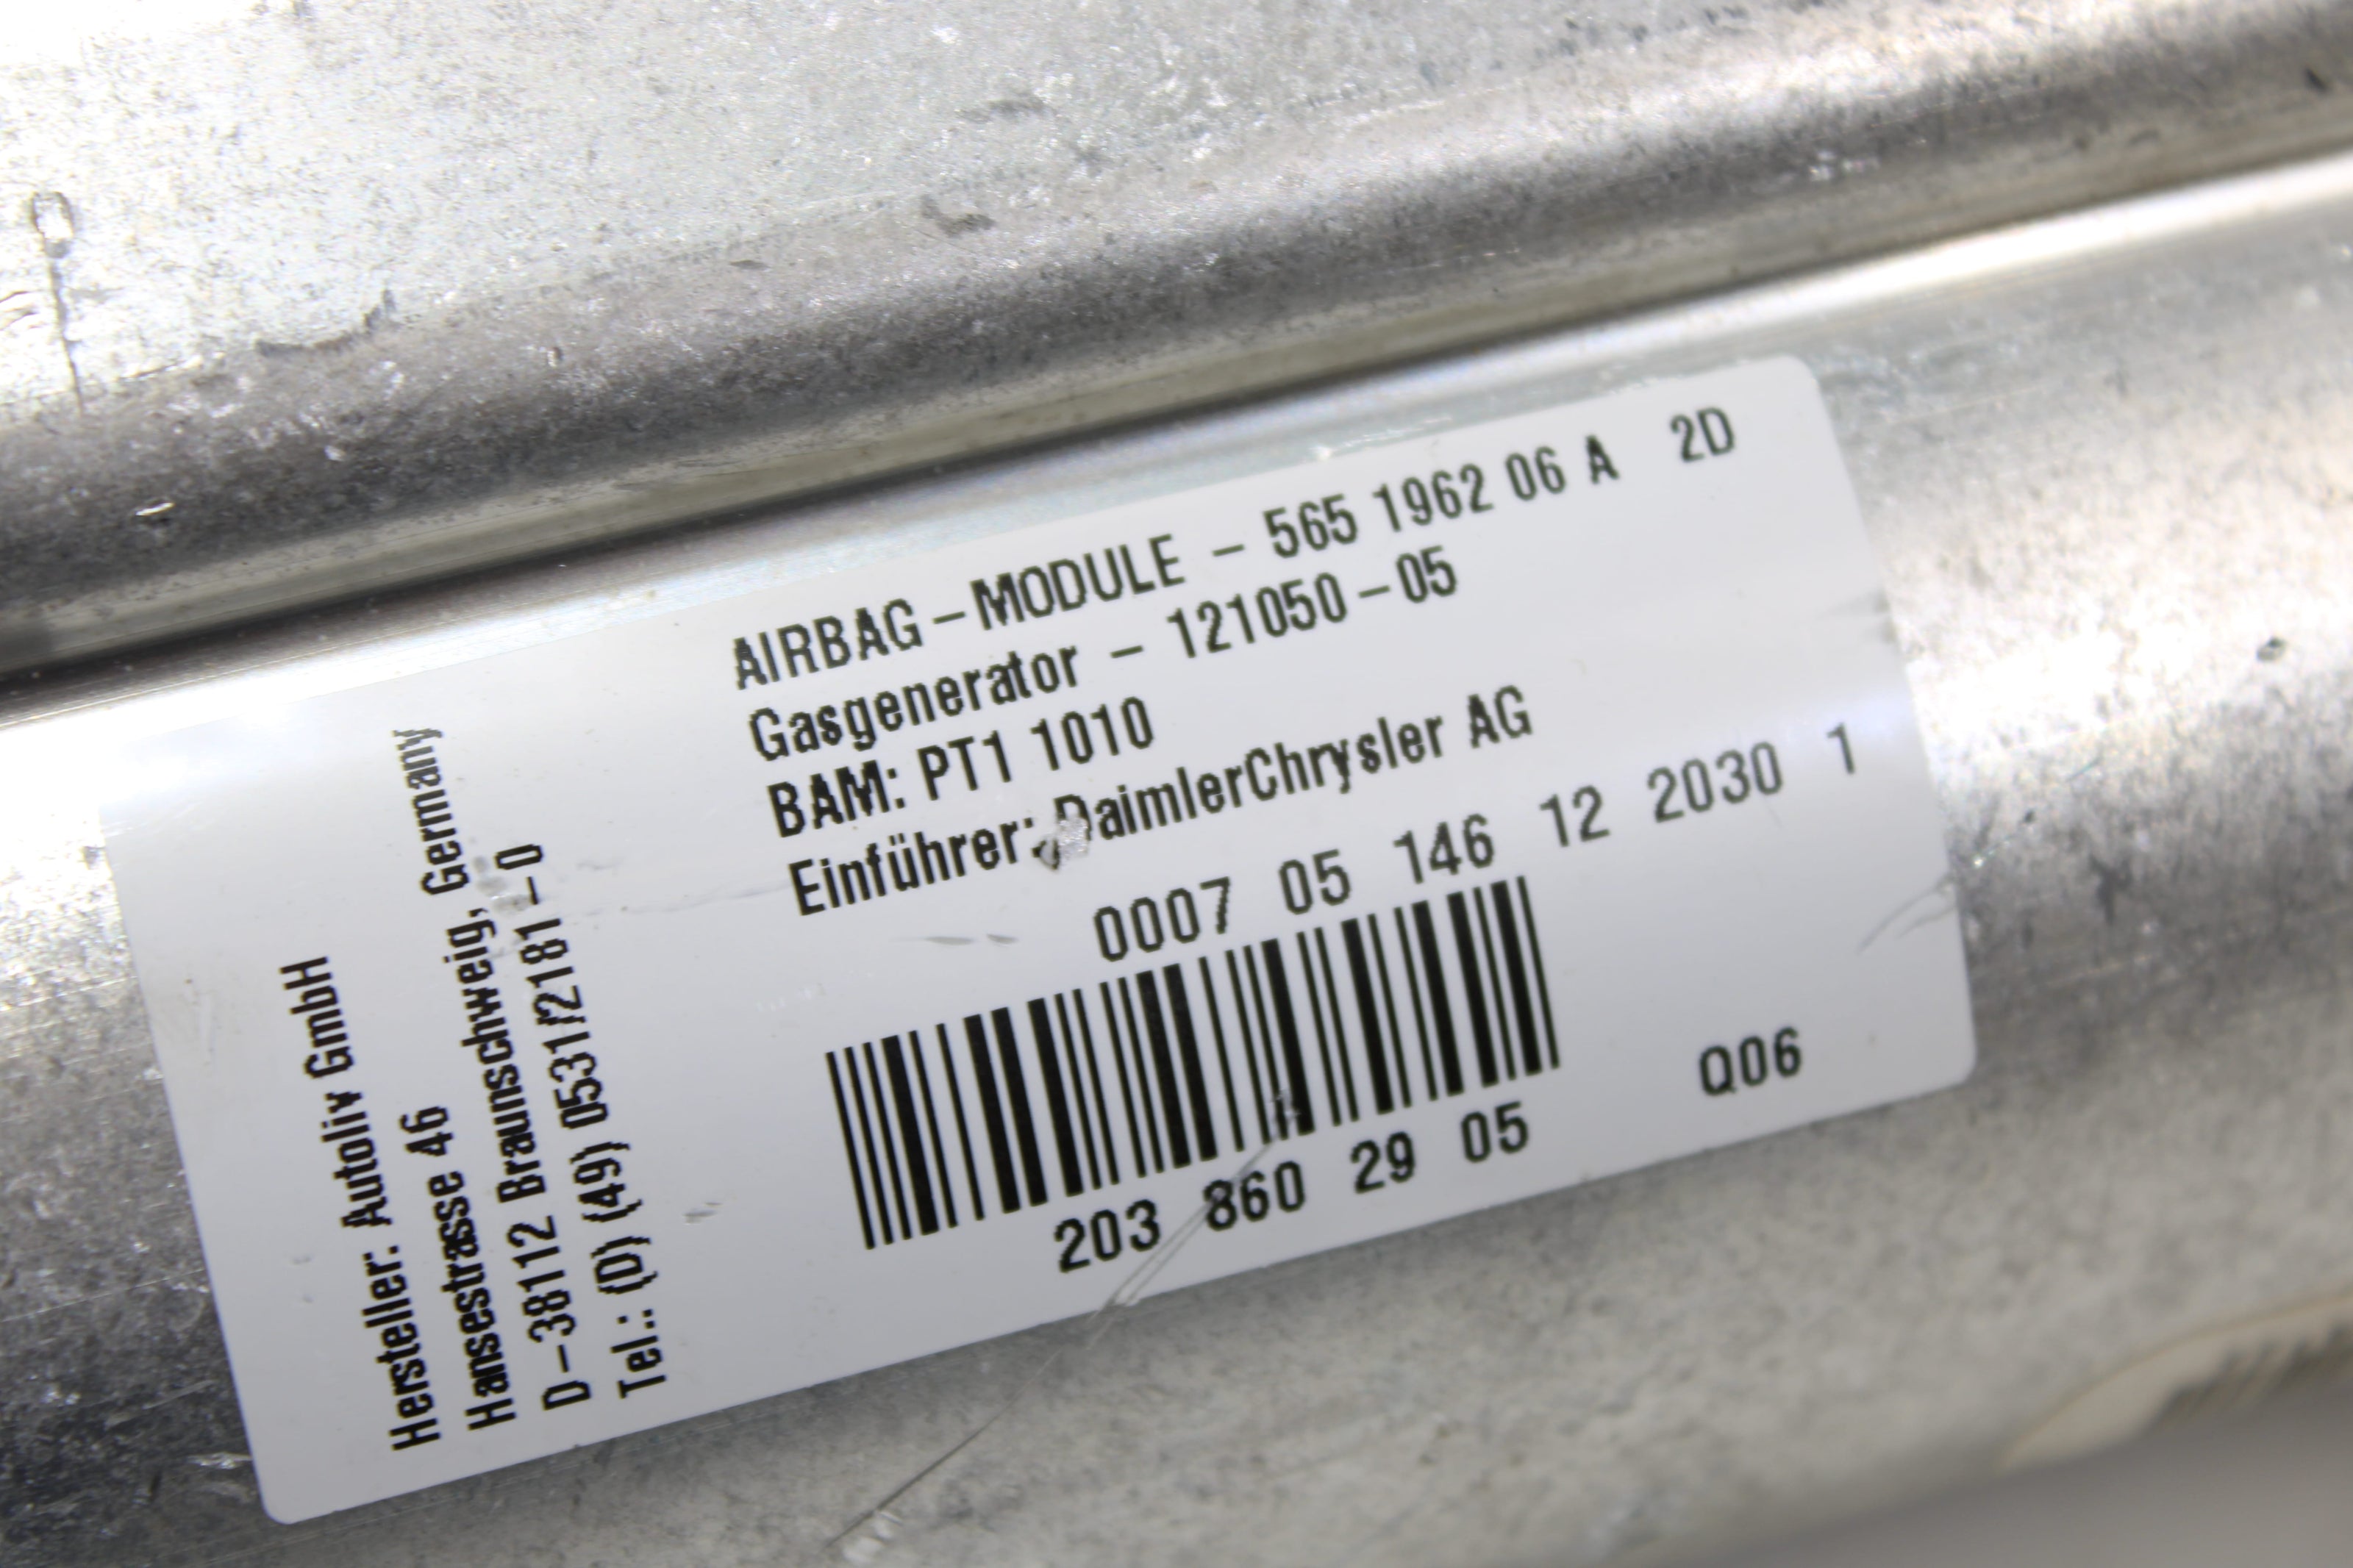 AIRBAG-MODULE - 565 1962 06 A 2D
Gasgenerator - 121050-05
BAM: PT1 1010
Einführer: DaimlerChrysler AG
0007 05 146 12 2030 1
203 860 29 05
Q06
Hersteller: Autoliv GmbH
Hansestrasse 46
D-38112 Braunschweig, Germany
Tel.: (D) (49) 0531/2181-0